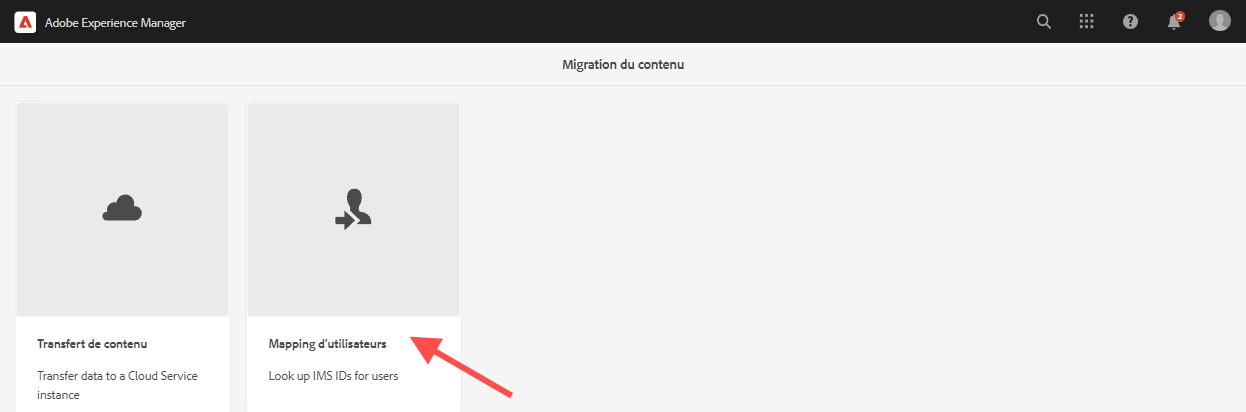 Adobe Experience Manager
2
Migration du contenu
Transfert de contenu
Transfer data to a Cloud Service
instance
Mapping d'utilisateurs
Look up IMS IDs for users